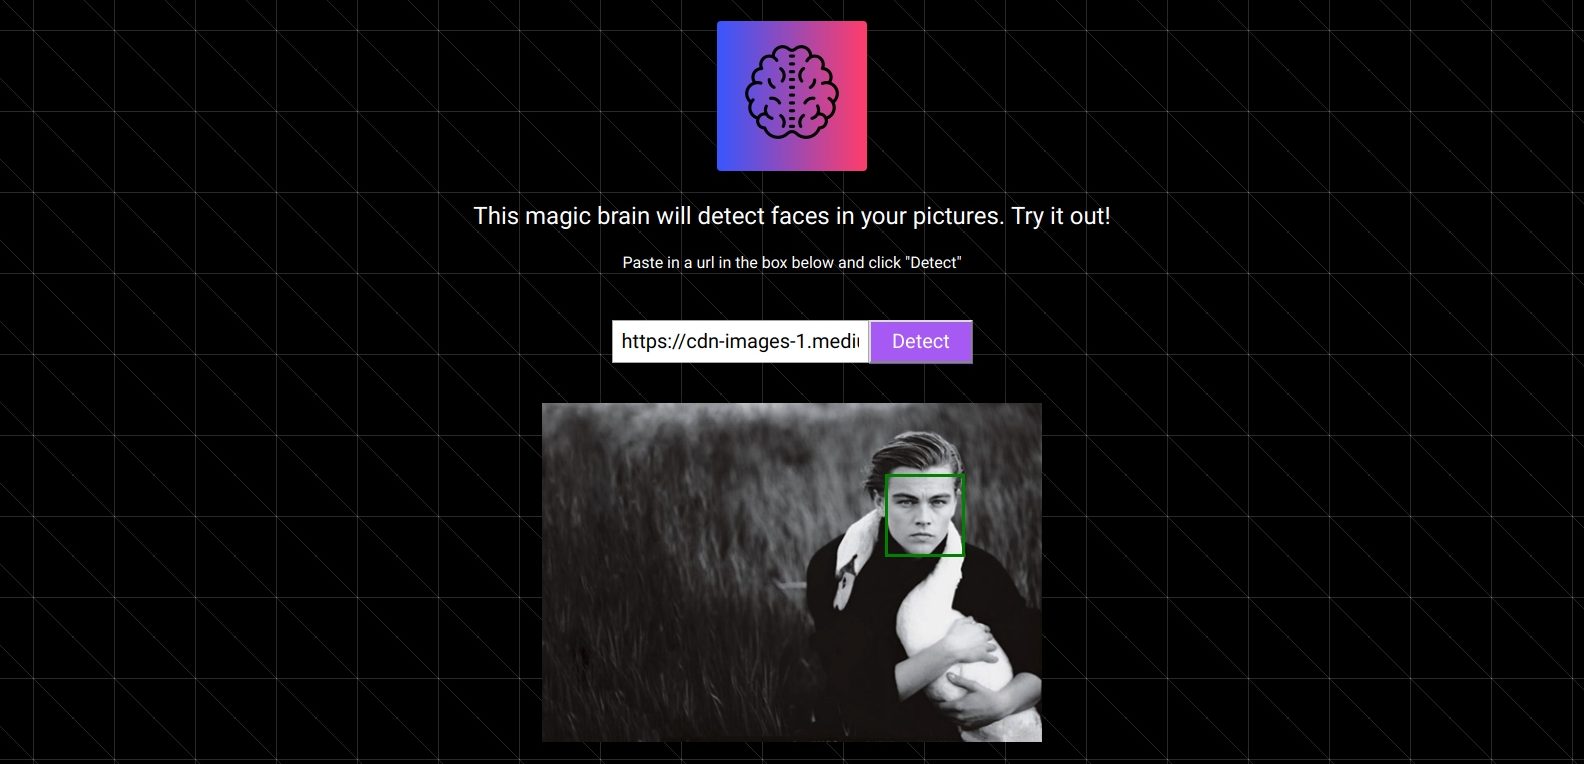 This magic brain will detect faces in your pictures. Try it out!
Paste in a url in the box below and click "Detect"
https://cdn-images-1.medi
Detect